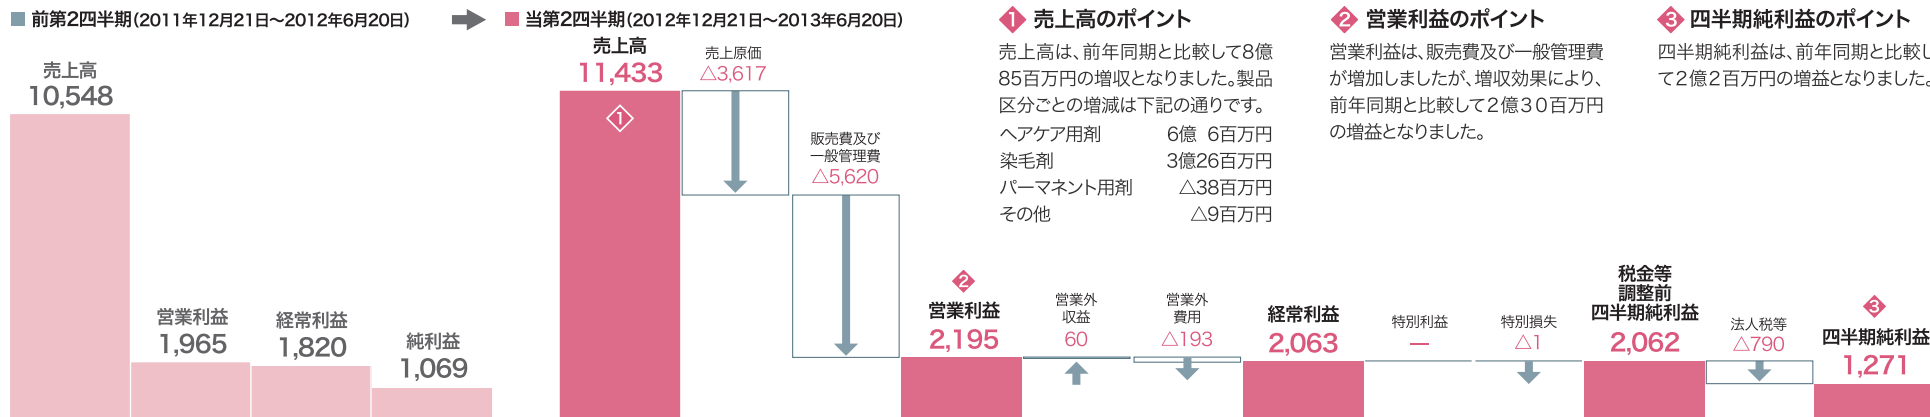 前第2四半期(2011年12月21日～2012年6月20日)
売上高
10,548
営業利益
1,965
経常利益
1,820
純利益
1,069
当第2四半期(2012年12月21日～2013年6月20日)
売上高
11,433
1
売上原価
△3,617
販売費及び
一般管理費
△5,620
2
営業利益
2,195
営業外
収益
60
営業外
費用
△193
経常利益
2,063
特別利益
―
特別損失
△1
税金等
調整前
四半期純利益
2,062
法人税等
△790
3
四半期純利益
1,271
1 売上高のポイント
売上高は、前年同期と比較して8億
85百万円の増収となりました。製品
区分ごとの増減は下記の通りです。
ヘアケア用剤 6億 6百万円
染毛剤 3億26百万円
パーマネント用剤 △38百万円
その他 △9百万円
2 営業利益のポイント
営業利益は、販売費及び一般管理費
が増加しましたが、増収効果により、
前年同期と比較して2億30百万円
の増益となりました。
3 四半期純利益のポイント
四半期純利益は、前年同期と比較し
て2億2百万円の増益となりました。